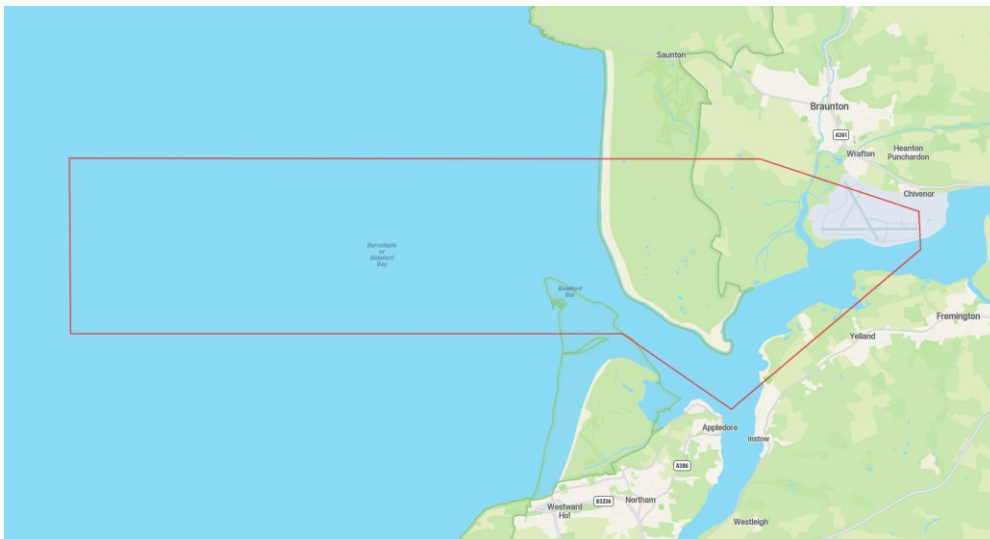 Saunton
Braunton
A361
Wrafton
Heanton
Punchardon
Chivenor
Barnstaple
or
Bideford
Bay
Bideford
Bar
Fremington
Yelland
Appledore
Instow
A386
B3236
Northam
Westward
Ho!
Westleigh